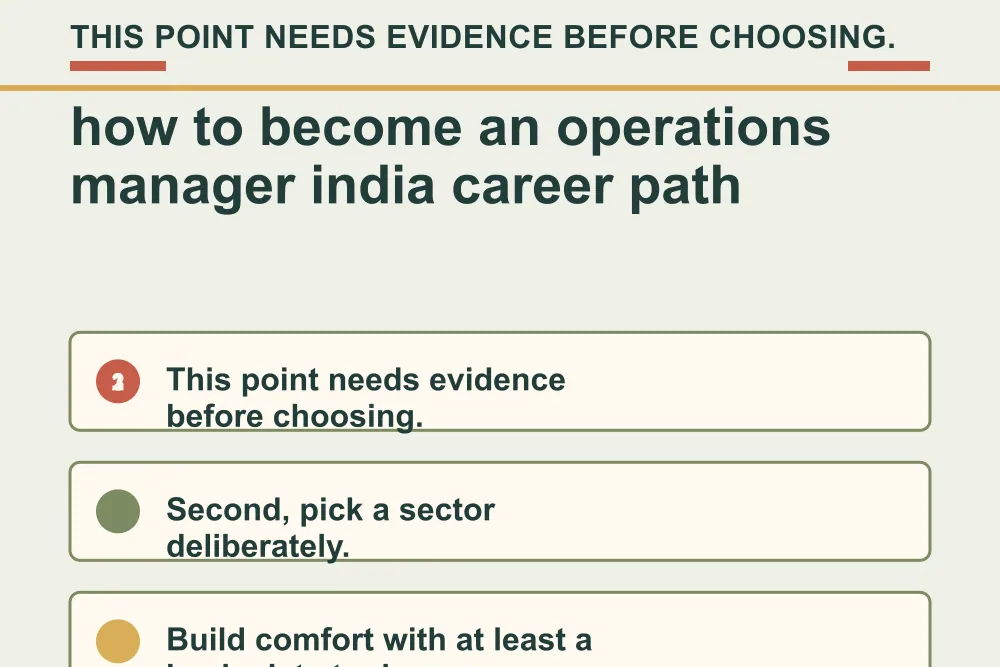 THIS POINT NEEDS EVIDENCE BEFORE CHOOSING.
how to become an operations
manager india career path
This point needs evidence
before choosing.
Second, pick a sector
deliberately.
Build comfort with at least a